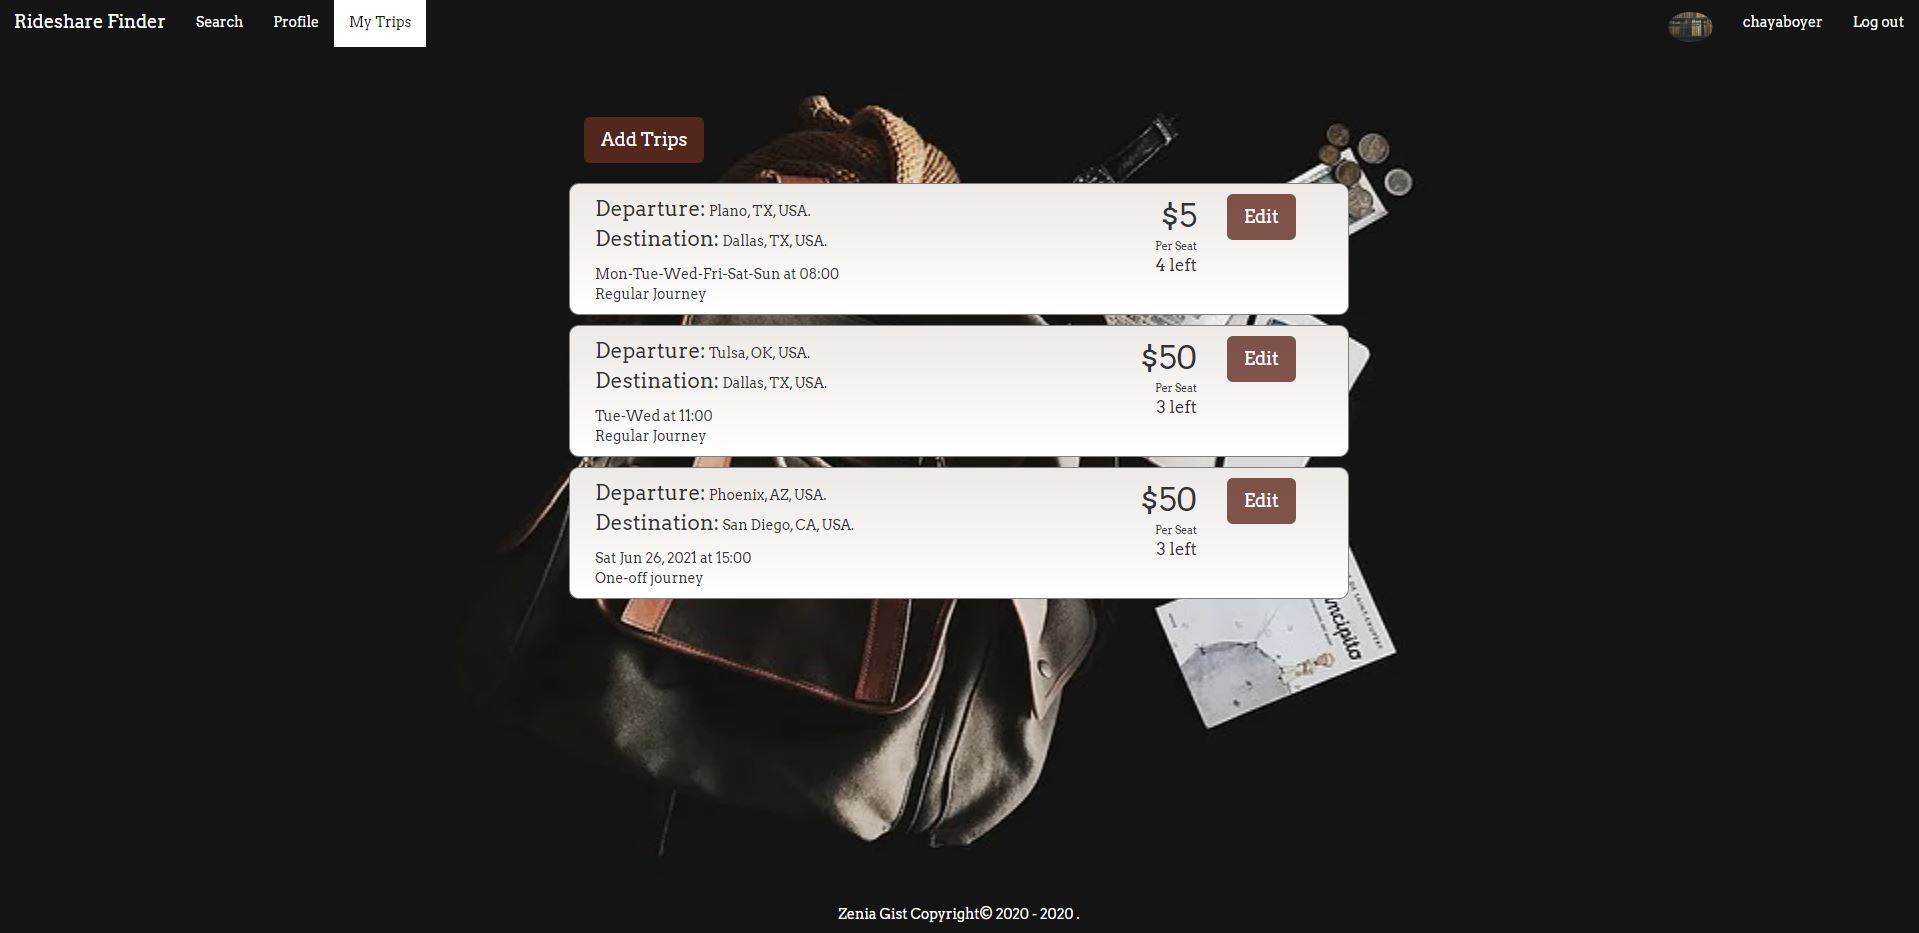 Rideshare Finder Search Profile My Trips chayaboyer Log out
Add Trips
Departure: Plano, TX, USA.
Destination: Dallas, TX, USA.
Mon-Tue-Wed-Fri-Sat-Sun at 08:00
Regular Journey
$5
Per Seat
4 left
Edit
Departure: Tulsa, OK, USA.
Destination: Dallas, TX, USA.
Tue-Wed at 11:00
Regular Journey
$50
Per Seat
3 left
Edit
Departure: Phoenix, AZ, USA.
Destination: San Diego, CA, USA.
Sat Jun 26, 2021 at 15:00
One-off journey
$50
Per Seat
3 left
Edit
Zenia Gist Copyright© 2020 - 2020 .